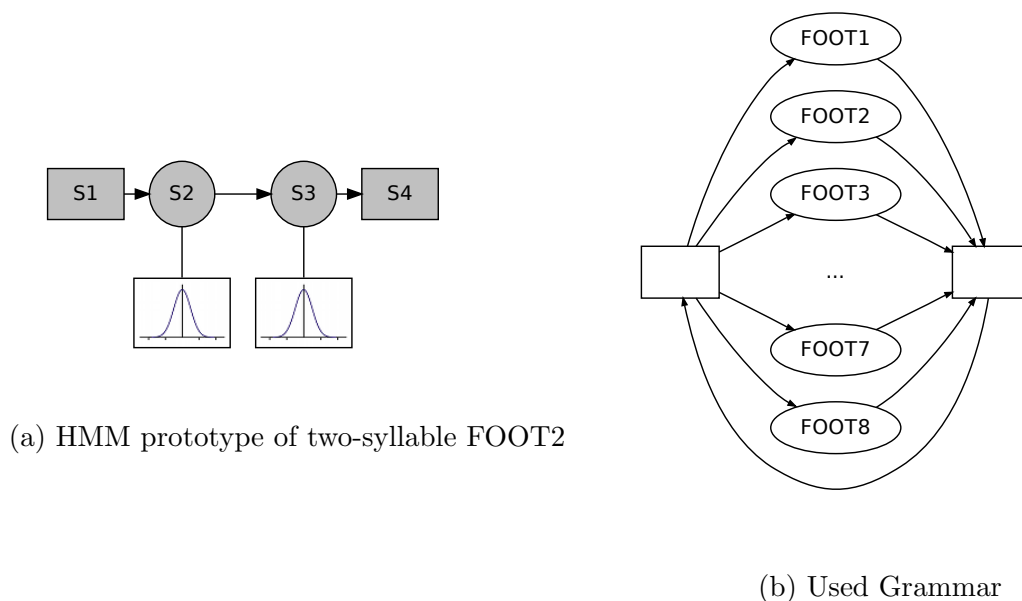 S1 S2 S3 S4
(a) HMM prototype of two-syllable FOOT2
FOOT1
FOOT2
FOOT3
...
FOOT7
FOOT8
(b) Used Grammar